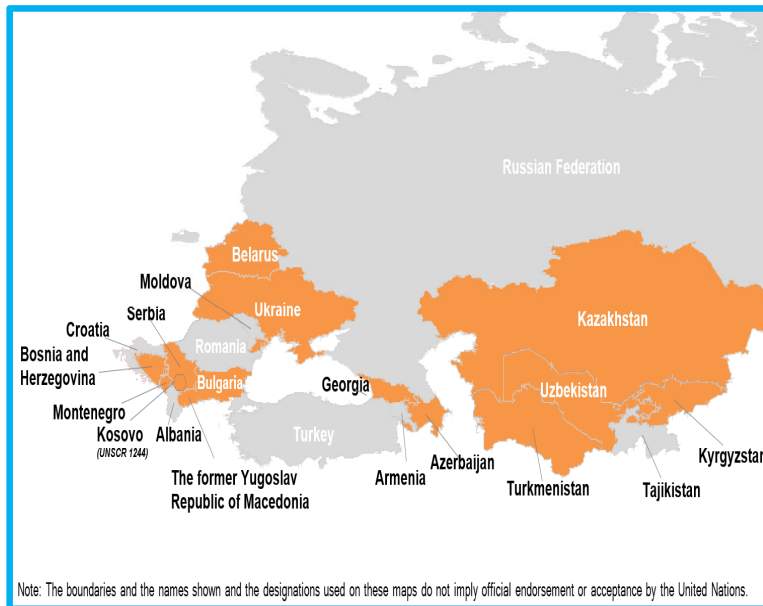 Russian Federation
Belarus
Moldova
Ukraine
Serbia
Kazakhstan
Croatia
Romania
Bosnia and
Herzegovina
Bulgaria
Georgia
Uzbekistan
Montenegro
Kosovo
(UNSCR 1244)
Albania
Turkey
Kyrgyzstan
Azerbaijan
Armenia
The former Yugoslav
Republic of Macedonia
Turkmenistan
Tajikistan
Note: The boundaries and the names shown and the designations used on these maps do not imply official endorsement or acceptance by the United Nations.